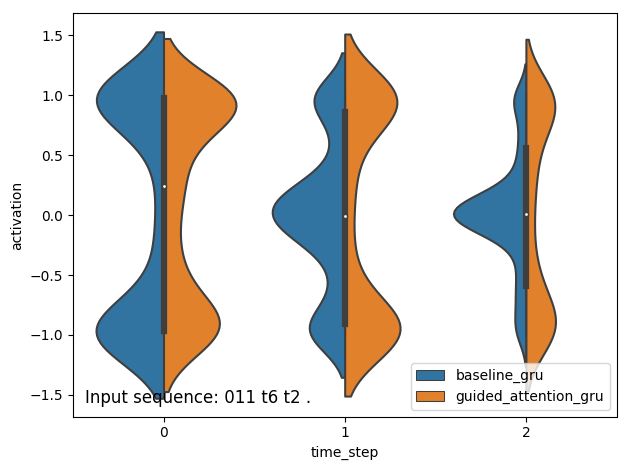 1.5
1.0
0.5
0.0
−0.5
−1.0
−1.5
activation
Input sequence: 011 t6 t2 .
baseline_gru
guided_attention_gru
0 1 2
time_step